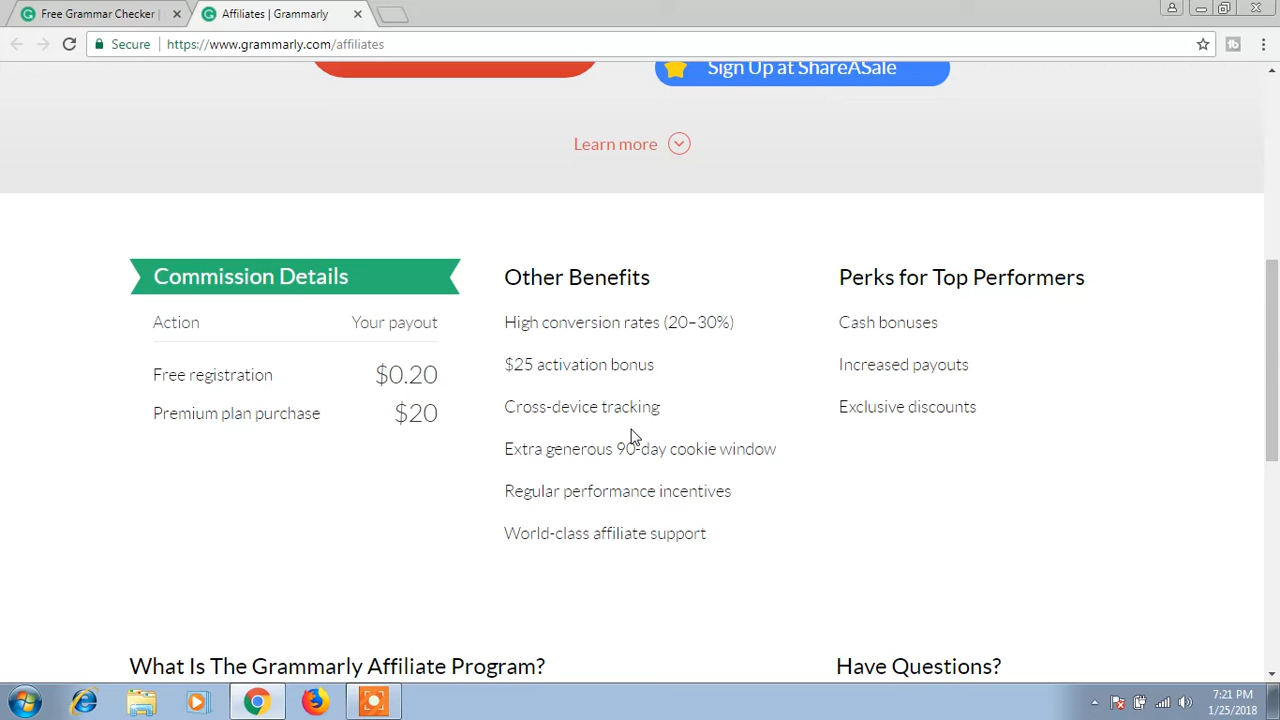 Free Grammar Checker |
Affiliates | Grammarly
Secure
https://www.grammarly.com/affiliates
Sign Up at ShareASale
Learn more
Commission Details
Action Your payout
Free registration $0.20
Premium plan purchase $20
Other Benefits
High conversion rates (20–30%)
$25 activation bonus
Cross-device tracking
Extra generous 90-day cookie window
Regular performance incentives
World-class affiliate support
Perks for Top Performers
Cash bonuses
Increased payouts
Exclusive discounts
What Is The Grammarly Affiliate Program?
Have Questions?
7:21 PM
1/25/2018